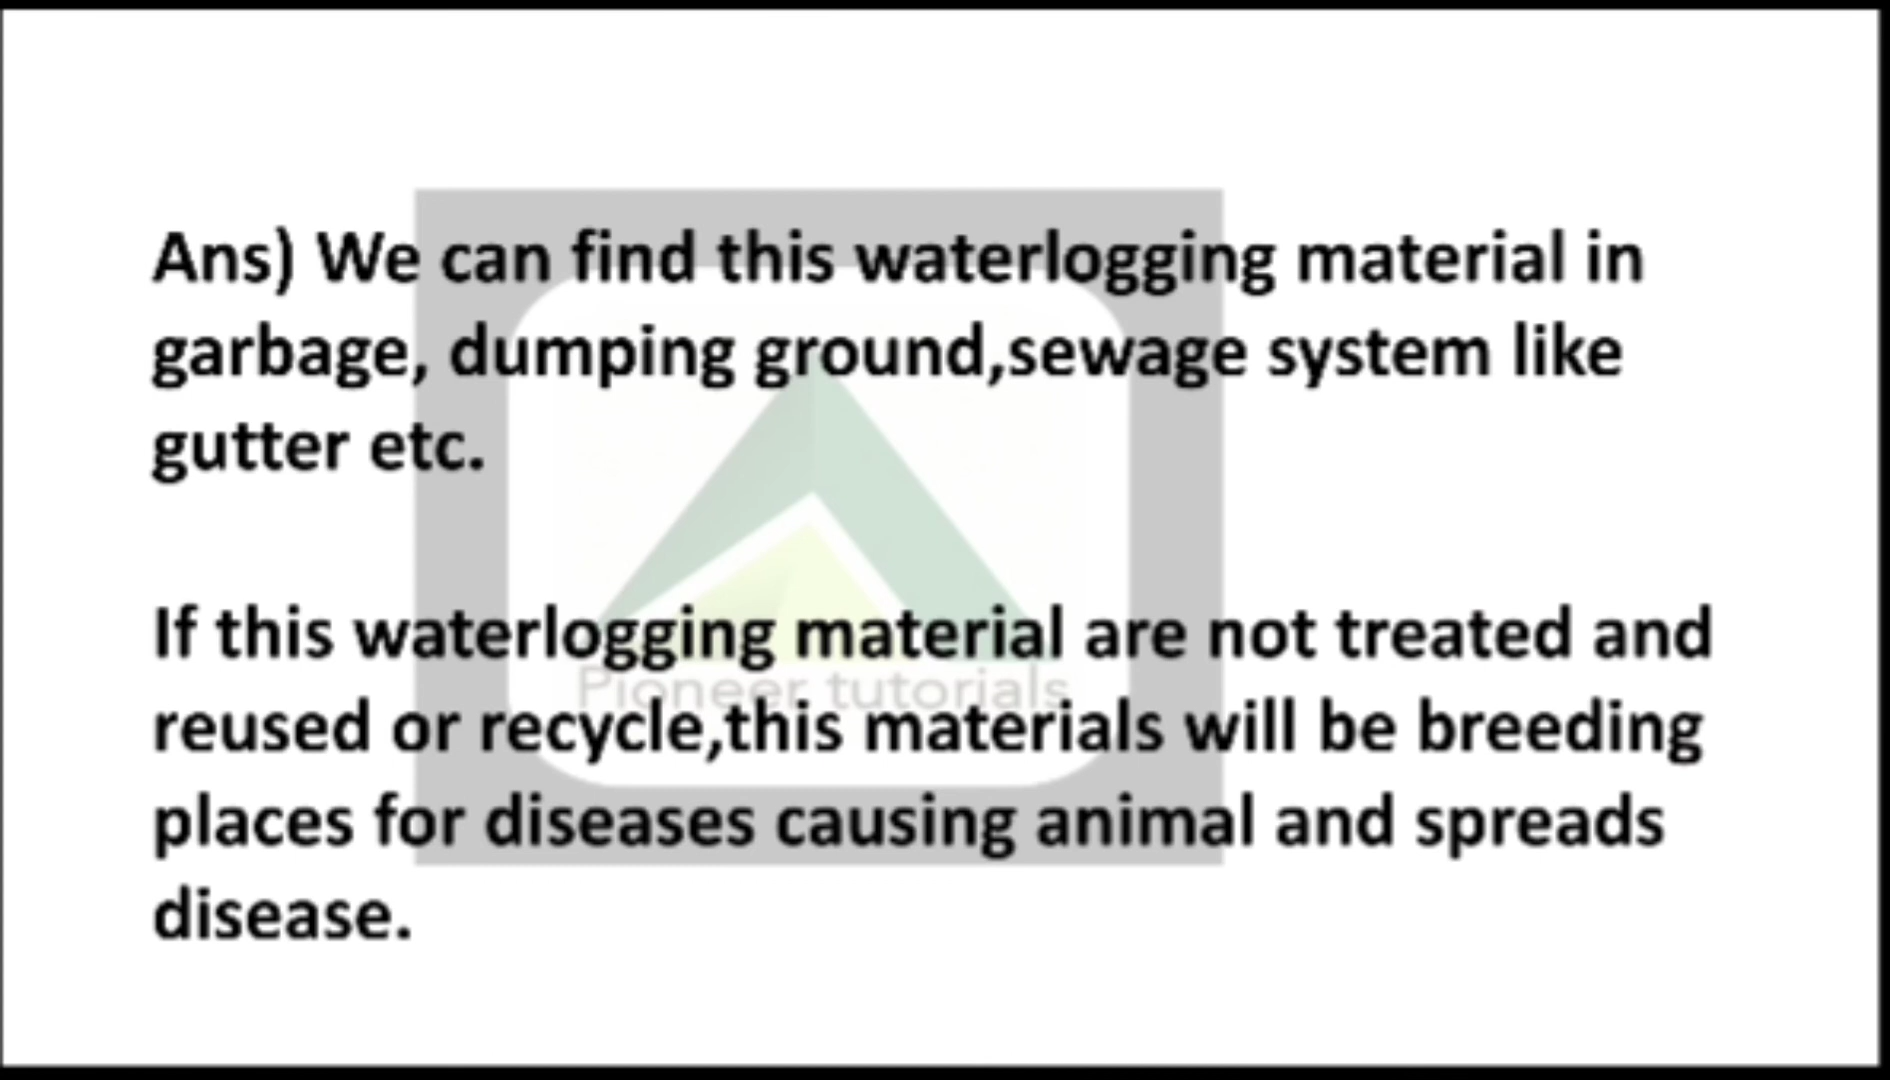 Ans) We can find this waterlogging material in
garbage, dumping ground,sewage system like
gutter etc.
If this waterlogging material are not treated and
Pioneer tutorials
reused or recycle,this materials will be breeding
places for diseases causing animal and spreads
disease.